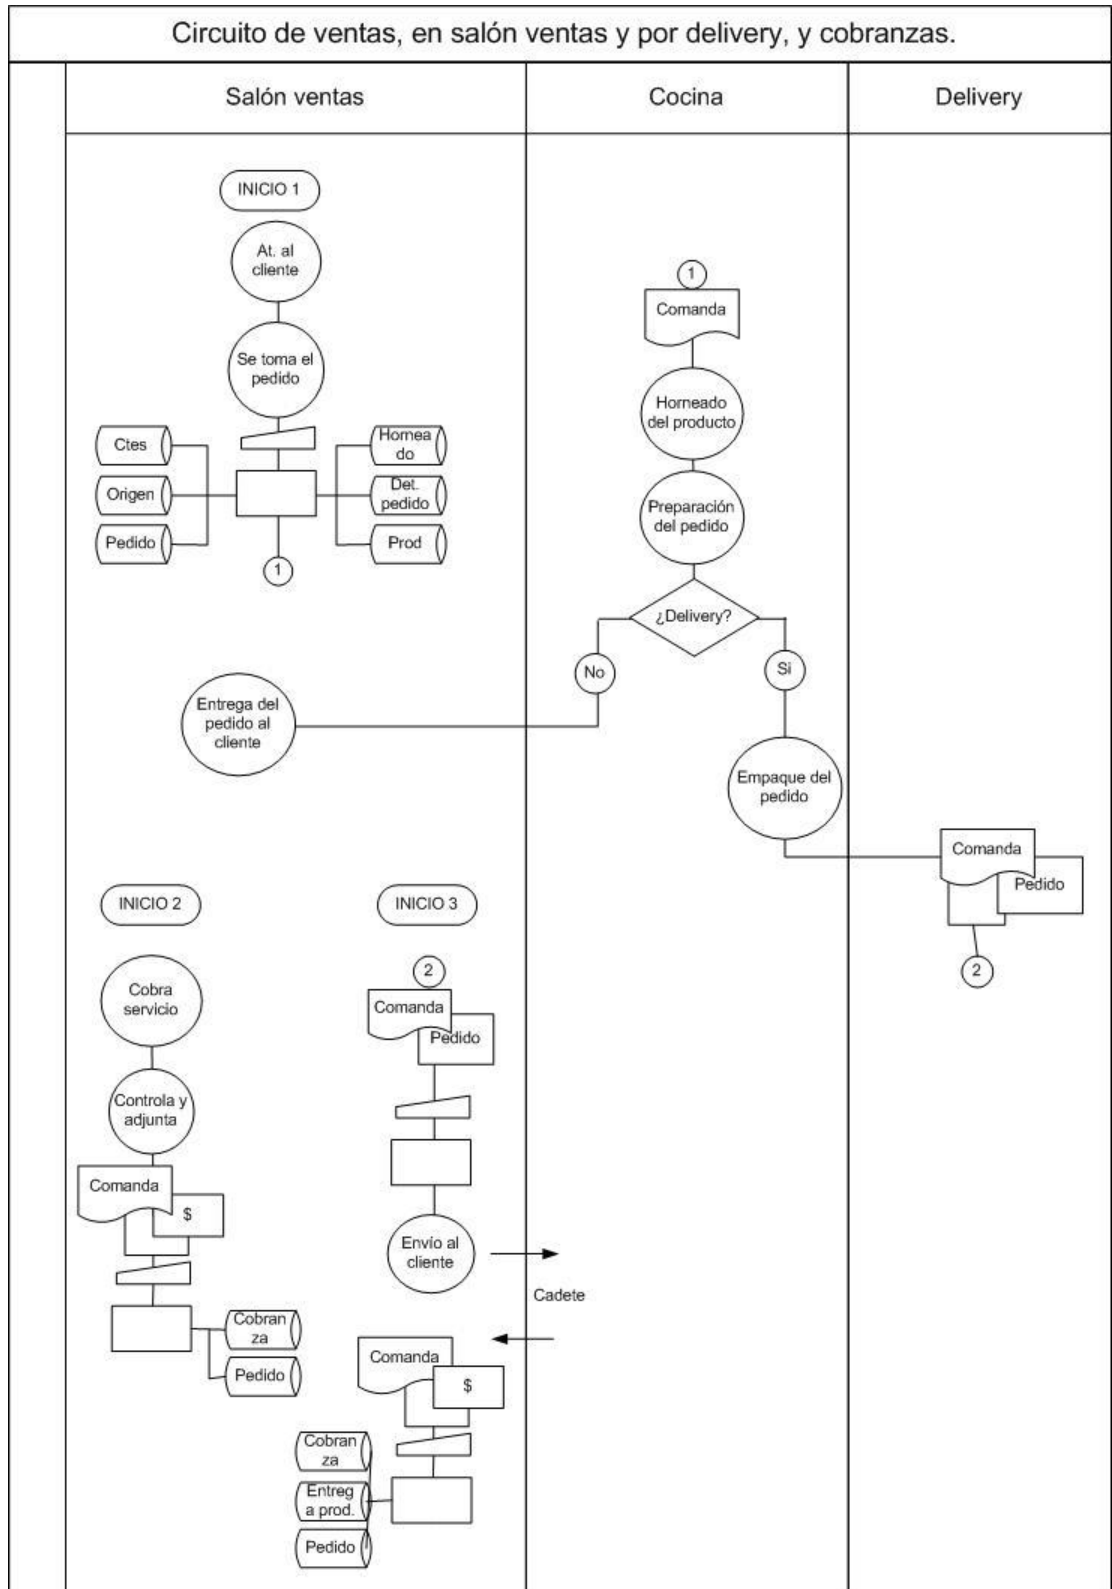 Circuito de ventas, en salón ventas y por delivery, y cobranzas.
Salón ventas
Cocina
Delivery
INICIO 1
At. al
cliente
Se toma el
pedido
Ctes
Origen
Pedido
Hornea
do
Det.
pedido
Prod
1
1
Comanda
Horneado
del producto
Preparación
del pedido
¿Delivery?
No
Si
Entrega del
pedido al
cliente
Empaque del
pedido
Comanda
Pedido
2
INICIO 2
Cobra
servicio
Controla y
adjunta
Comanda
$
Cobran
za
Pedido
INICIO 3
2
Comanda
Pedido
Envío al
cliente
Cadete
Comanda
$
Cobran
za
Entreg
a prod.
Pedido